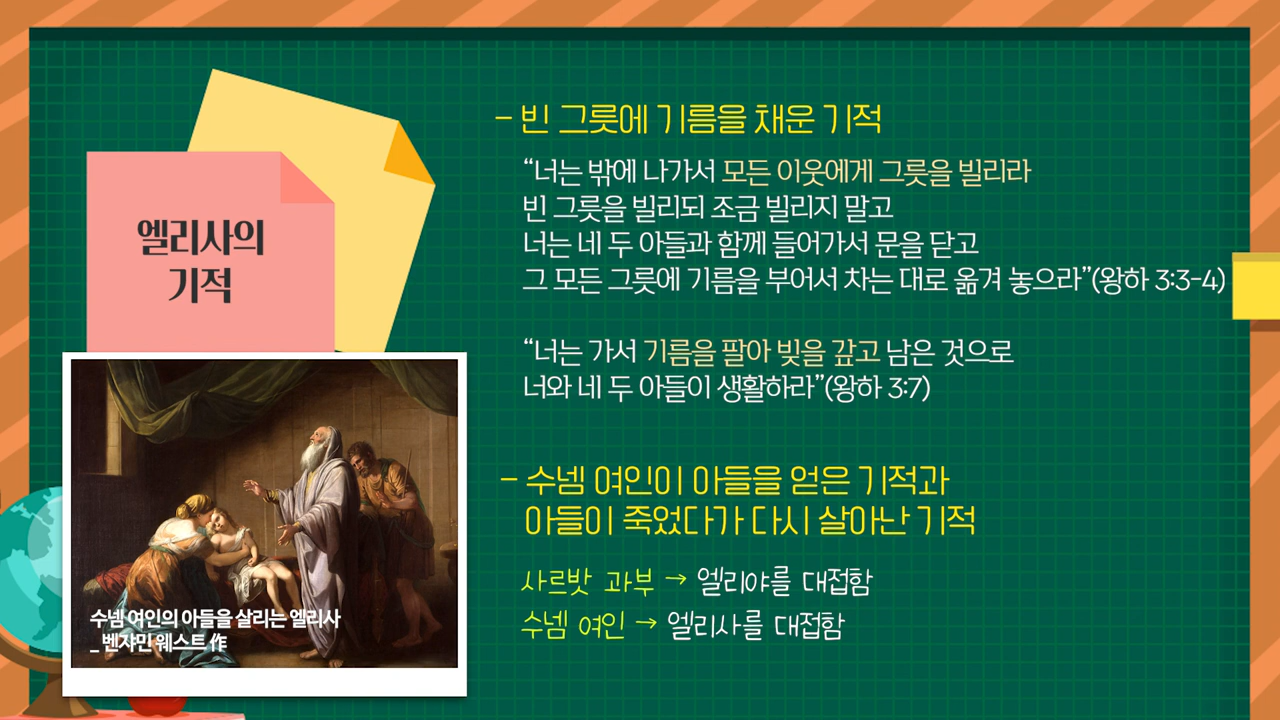 엘리사의
기적
- 빈 그릇에 기름을 채운 기적
“너는 밖에 나가서 모든 이웃에게 그릇을 빌리라
빈 그릇을 빌리되 조금 빌리지 말고
너는 네 두 아들과 함께 들어가서 문을 닫고
그 모든 그릇에 기름을 부어서 차는 대로 옮겨 놓으라”(왕하 3:3-4)
“너는 가서 기름을 팔아 빚을 갚고 남은 것으로
너와 네 두 아들이 생활하라”(왕하 3:7)
- 수넴 여인이 아들을 얻은 기적과
아들이 죽었다가 다시 살아난 기적
사르밧 과부 → 엘리야를 대접함
수넴 여인 → 엘리사를 대접함
수넴 여인의 아들을 살리는 엘리사
_ 벤쟈민 웨스트 作